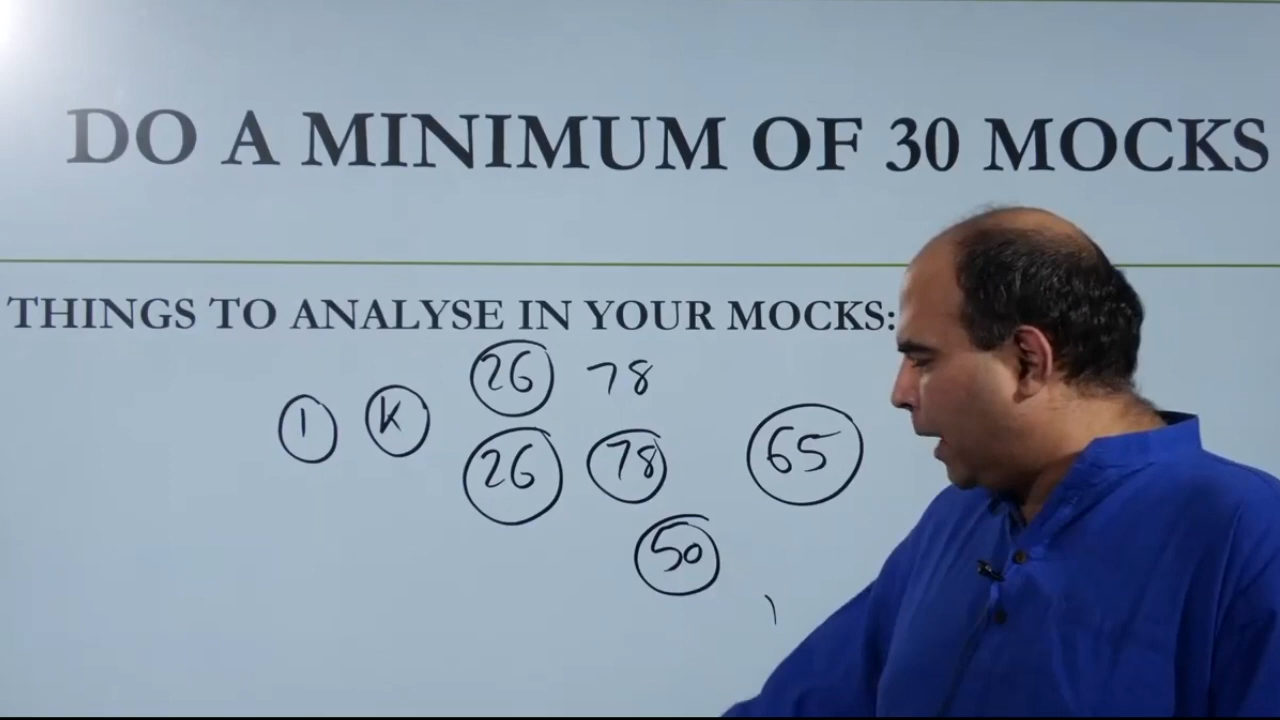 DO A MINIMUM OF 30 MOCKS
THINGS TO ANALYSE IN YOUR MOCKS:
26 78
1 K 26 78 65
50